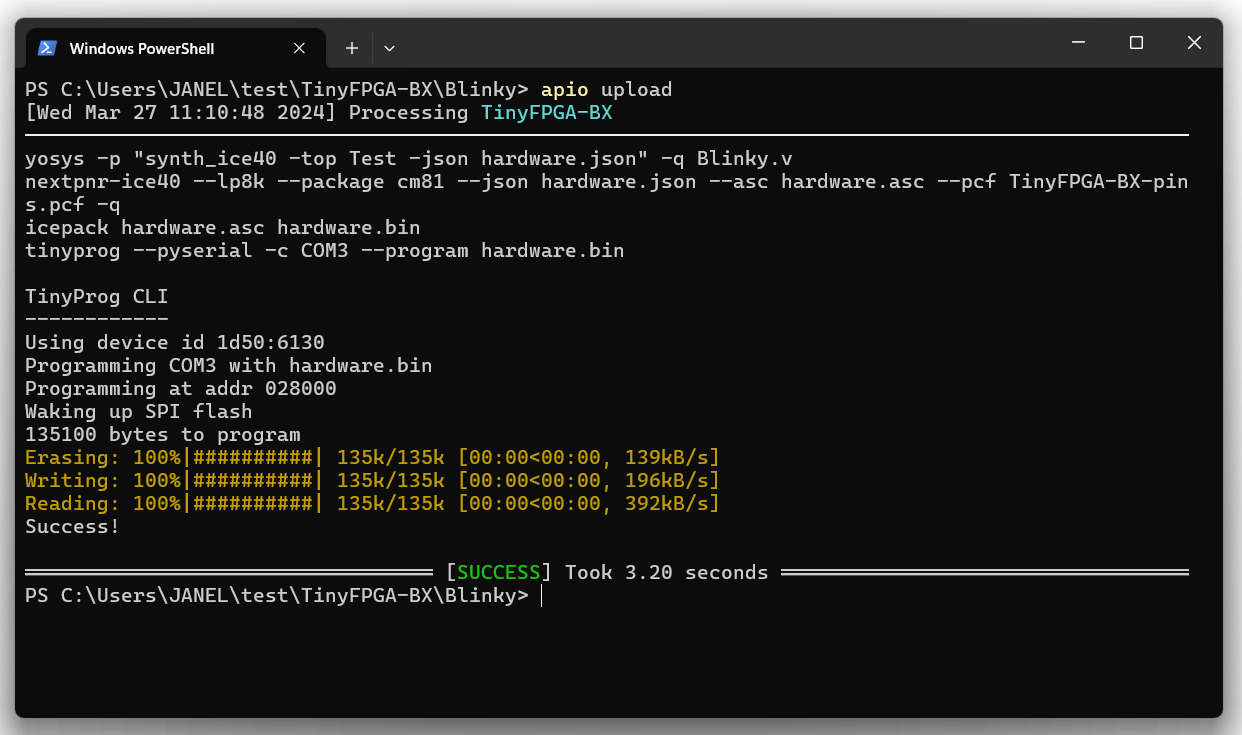 Windows PowerShell
PS C:\Users\JANEL\test\TinyFPGA-BX\Blinky> apio upload
[Wed Mar 27 11:10:48 2024] Processing TinyFPGA-BX
yosys -p "synth_ice40 -top Test -json hardware.json" -q Blinky.v
nextpnr-ice40 --lp8k --package cm81 --json hardware.json --asc hardware.asc --pcf TinyFPGA-BX-pin
s.pcf -q
icepack hardware.asc hardware.bin
tinyprog --pyserial -c COM3 --program hardware.bin
TinyProg CLI
------------
Using device id 1d50:6130
Programming COM3 with hardware.bin
Programming at addr 028000
Waking up SPI flash
135100 bytes to program
Erasing: 100%|##########| 135k/135k [00:00<00:00, 139kB/s]
Writing: 100%|##########| 135k/135k [00:00<00:00, 196kB/s]
Reading: 100%|##########| 135k/135k [00:00<00:00, 392kB/s]
Success!
================================== [SUCCESS] Took 3.20 seconds ==================================
PS C:\Users\JANEL\test\TinyFPGA-BX\Blinky>